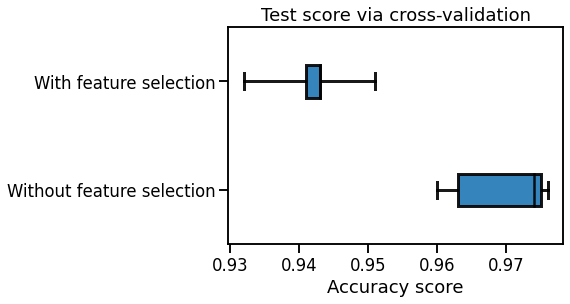 Test score via cross-validation
With feature selection
Without feature selection
0.93 0.94 0.95 0.96 0.97
Accuracy score